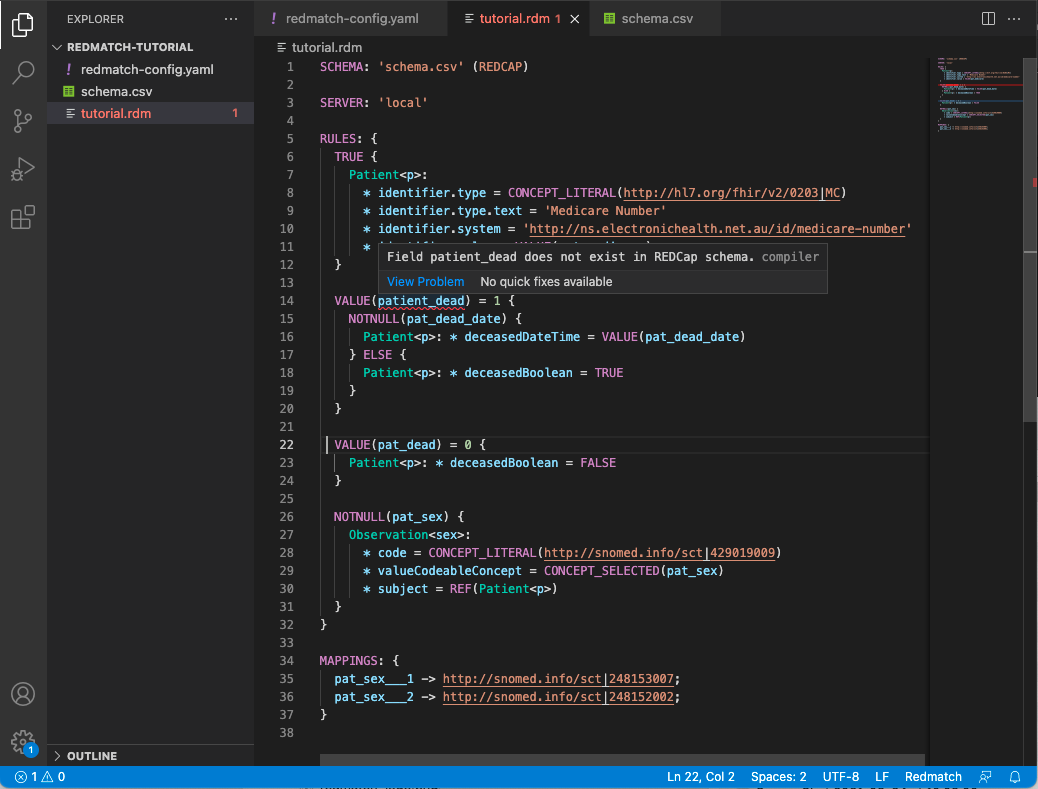 EXPLORER
REDMATCH-TUTORIAL
! redmatch-config.yaml
schema.csv
tutorial.rdm 1
OUTLINE
! redmatch-config.yaml
tutorial.rdm 1
schema.csv
tutorial.rdm
1 SCHEMA: 'schema.csv' (REDCAP)
2
3 SERVER: 'local'
4
5 RULES: {
6 TRUE {
7 Patient<p>:
8 * identifier.type = CONCEPT_LITERAL(http://hl7.org/fhir/v2/0203|MC)
9 * identifier.type.text = 'Medicare Number'
10 * identifier.system = 'http://ns.electronichealth.net.au/id/medicare-number'
11 *
Field patient_dead does not exist in REDCap schema. compiler
View Problem No quick fixes available
12 }
13
14 VALUE(patient_dead) = 1 {
15 NOTNULL(pat_dead_date) {
16 Patient<p>: * deceasedDateTime = VALUE(pat_dead_date)
17 } ELSE {
18 Patient<p>: * deceasedBoolean = TRUE
19 }
20 }
21
22 VALUE(pat_dead) = 0 {
23 Patient<p>: * deceasedBoolean = FALSE
24 }
25
26 NOTNULL(pat_sex) {
27 Observation<sex>:
28 * code = CONCEPT_LITERAL(http://snomed.info/sct|429019009)
29 * valueCodeableConcept = CONCEPT_SELECTED(pat_sex)
30 * subject = REF(Patient<p>)
31 }
32 }
33
34 MAPPINGS: {
35 pat_sex___1 -> http://snomed.info/sct|248153007;
36 pat_sex___2 -> http://snomed.info/sct|248152002;
37 }
38
1
1 0
Ln 22, Col 2 Spaces: 2 UTF-8 LF Redmatch